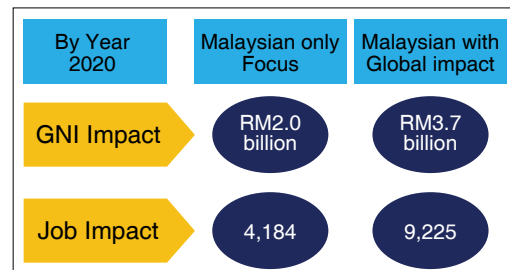 By Year
2020
Malaysian only
Focus
Malaysian with
Global impact
GNI Impact
RM2.0
billion
RM3.7
billion
Job Impact
4,184
9,225